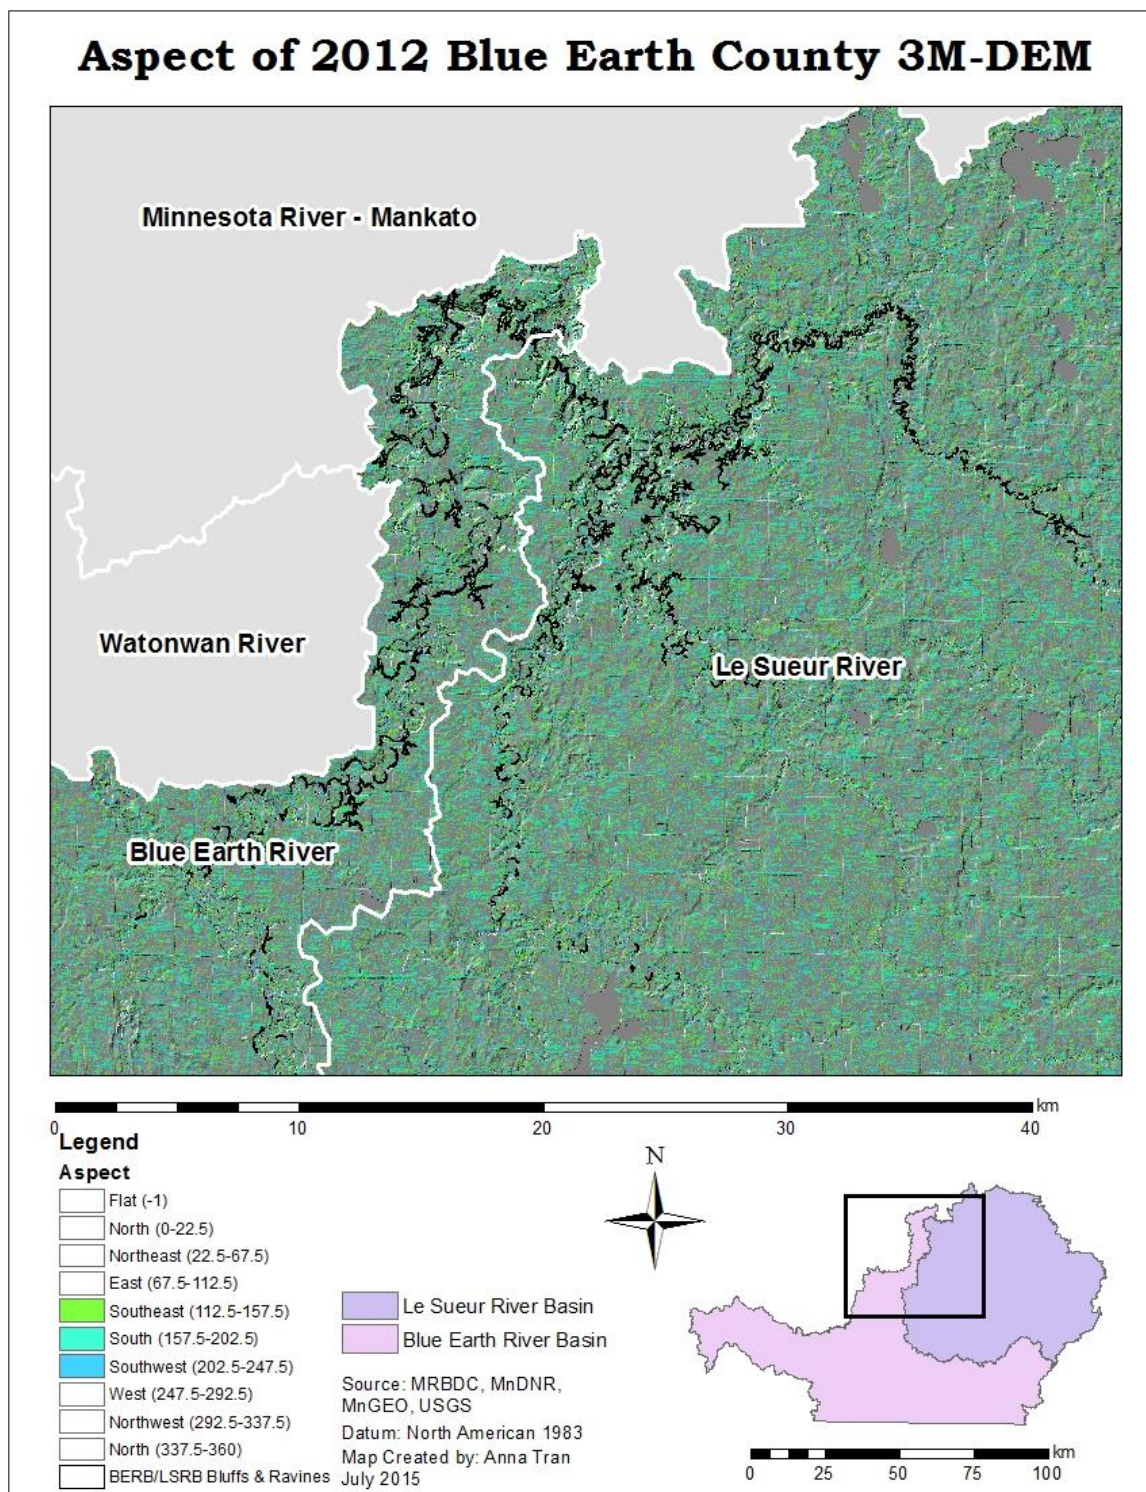 Aspect of 2012 Blue Earth County 3M-DEM
Minnesota River - Mankato
Watonwan River
Le Sueur River
Blue Earth River
0 10 20 30 40 km
Legend
Aspect
Flat (-1)
North (0-22.5)
Northeast (22.5-67.5)
East (67.5-112.5)
Southeast (112.5-157.5)
South (157.5-202.5)
Southwest (202.5-247.5)
West (247.5-292.5)
Northwest (292.5-337.5)
North (337.5-360)
BERB/LSRB Bluffs & Ravines
Le Sueur River Basin
Blue Earth River Basin
Source: MRBDC, MnDNR,
MnGEO, USGS
Datum: North American 1983
Map Created by: Anna Tran
July 2015
N
km
0 25 50 75 100